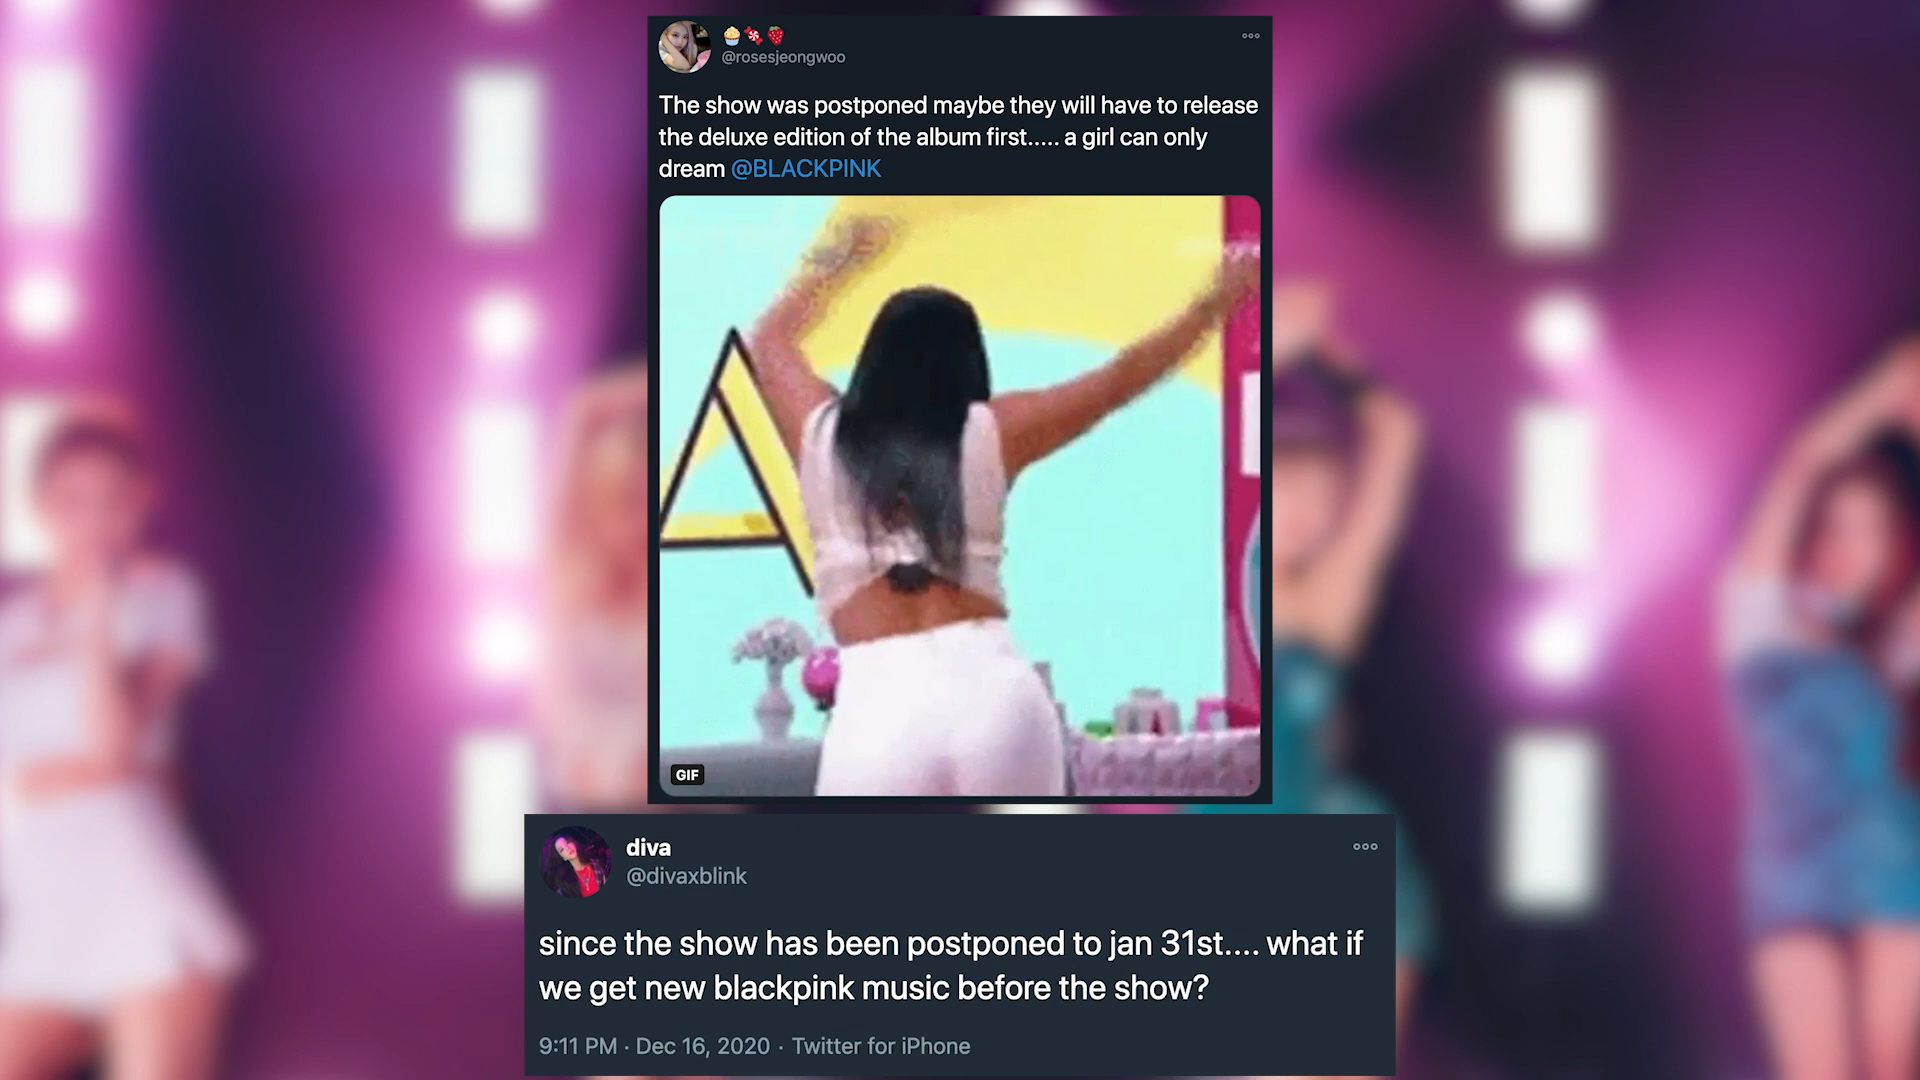 🧁🍬🍓
@rosesjeongwoo
The show was postponed maybe they will have to release
the deluxe edition of the album first..... a girl can only
dream @BLACKPINK
GIF
diva
@divaxblink
since the show has been postponed to jan 31st.... what if
we get new blackpink music before the show?
9:11 PM · Dec 16, 2020 · Twitter for iPhone